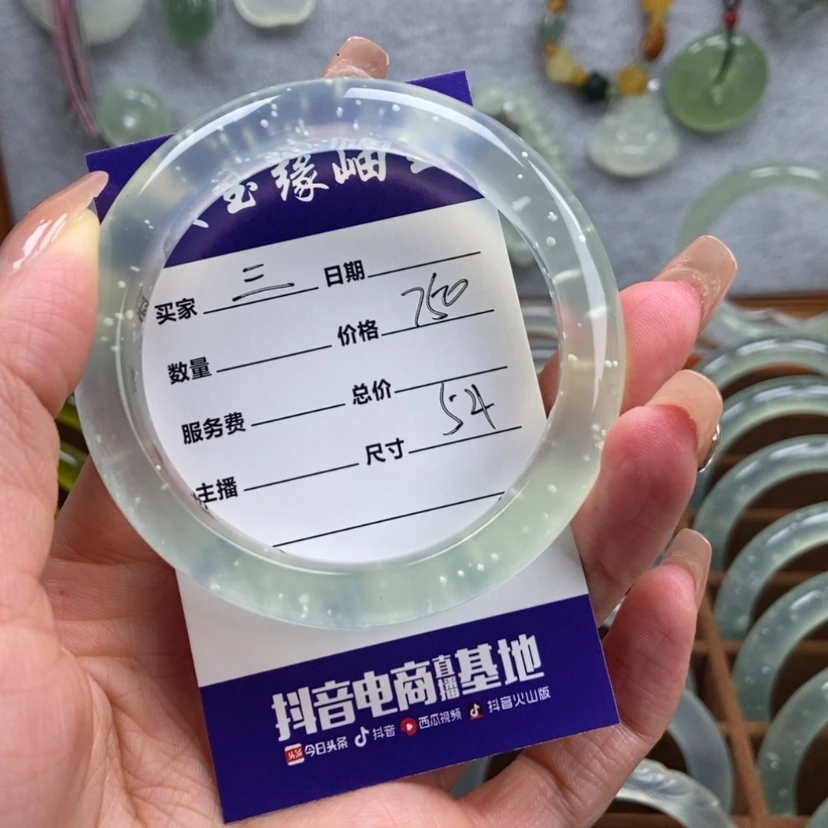 玉缘岫
买家 三 日期
数量 价格 750
服务费 总价
主播 尺寸 54
抖音电商直播基地
头条 今日头条 抖音 西瓜视频 抖音火山版